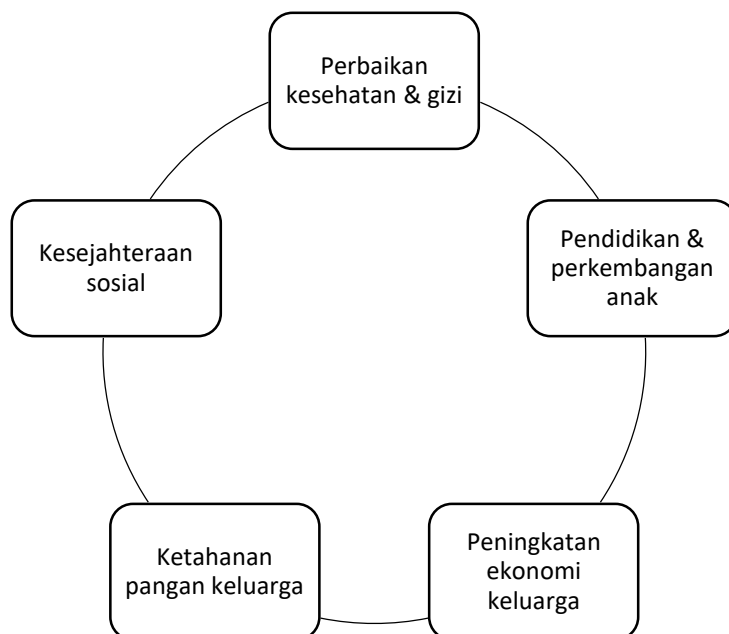 Perbaikan
kesehatan & gizi
Pendidikan &
perkembangan
anak
Peningkatan
ekonomi
keluarga
Ketahanan
pangan keluarga
Kesejahteraan
sosial